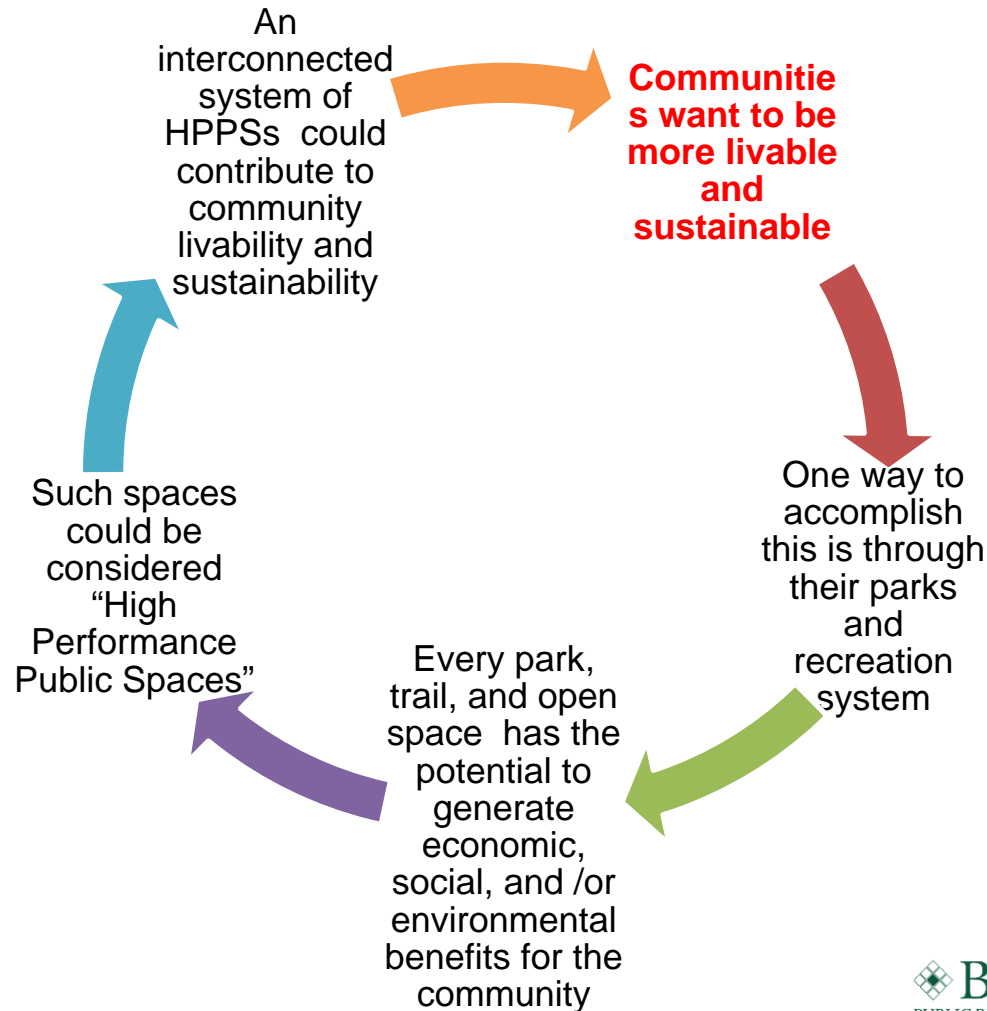 An
interconnected
system of
HPPSs could
contribute to
community
livability and
sustainability
Communitie
s want to be
more livable
and
sustainable
One way to
accomplish
this is through
their parks
and
recreation
system
Every park,
trail, and open
space has the
potential to
generate
economic,
social, and /or
environmental
benefits for the
community
Such spaces
could be
considered
“High
Performance
Public Spaces”
B